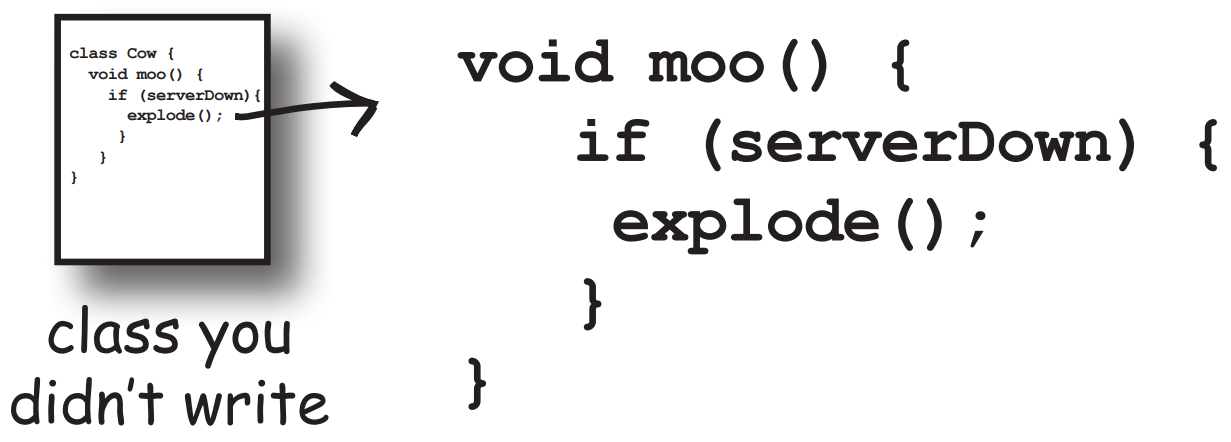 class Cow {
void moo() {
if (serverDown){
explode();
}
}
}
class you
didn't write
void moo() {
if (serverDown) {
explode();
}
}